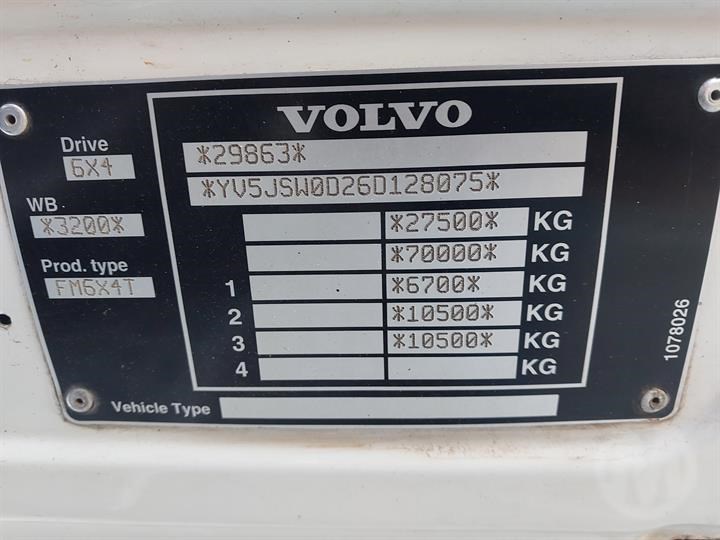 VOLVO
Drive
6X4
WB
*3200*
Prod. type
FM6X4T
*29863*
*YV5JSW0D26D128075*
*27500* KG
*70000* KG
1 *6700* KG
2 *10500* KG
3 *10500* KG
4 KG
Vehicle Type
1078026
M